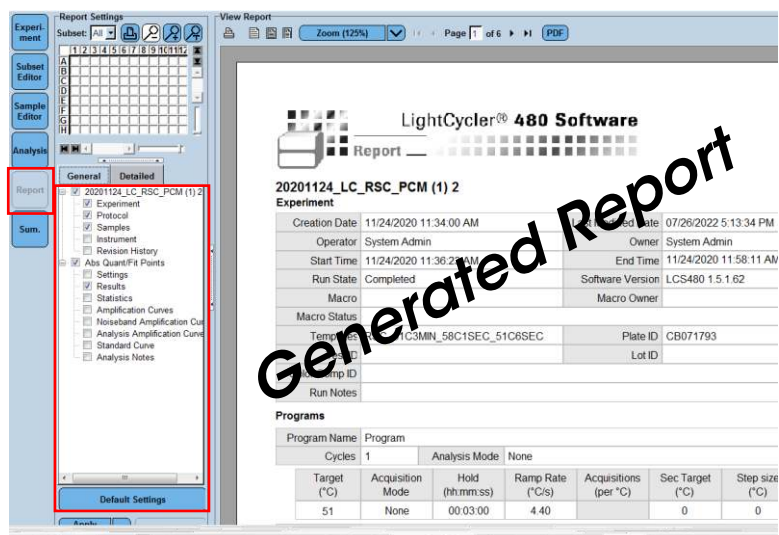 Report Settings
Subset: All
1 2 3 4 5 6 7 8 9 10 11 12
A
B
C
D
E
F
G
H
Experi-
ment
Subset
Editor
Sample
Editor
Analysis
Report
Sum.
General Detailed
20201124_LC_RSC_PCM (1) 2
Experiment
Protocol
Samples
Instrument
Revision History
Abs Quant/Fit Points
Settings
Results
Statistics
Amplification Curves
Noiseband Amplification Cur
Analysis Amplification Curve
Standard Curve
Analysis Notes
Default Settings
Apply
View Report
Zoom (125%) Page 1 of 6 PDF
LightCycler® 480 Software
Report
20201124_LC_RSC_PCM (1) 2
Experiment
Creation Date 11/24/2020 11:34:00 AM Date 07/26/2022 5:13:34 PM
Operator System Admin Owner System Admin
Start Time 11/24/2020 11:36:23 AM End Time 11/24/2020 11:58:11 AM
Run State Completed Software Version LCS480 1.5.1.62
Macro Macro Owner
Macro Status
MIN_58C1SEC_51C6SEC Plate ID CB071793
Lot ID
ID
Run Notes
Generated Report
Programs
Program Name Program
Cycles 1 Analysis Mode None
Target (°C) Acquisition Mode Hold (hh:mm:ss) Ramp Rate (°C/s) Acquisitions (per °C) Sec Target (°C) Step size (°C)
51 None 00:03:00 4.40 0 0